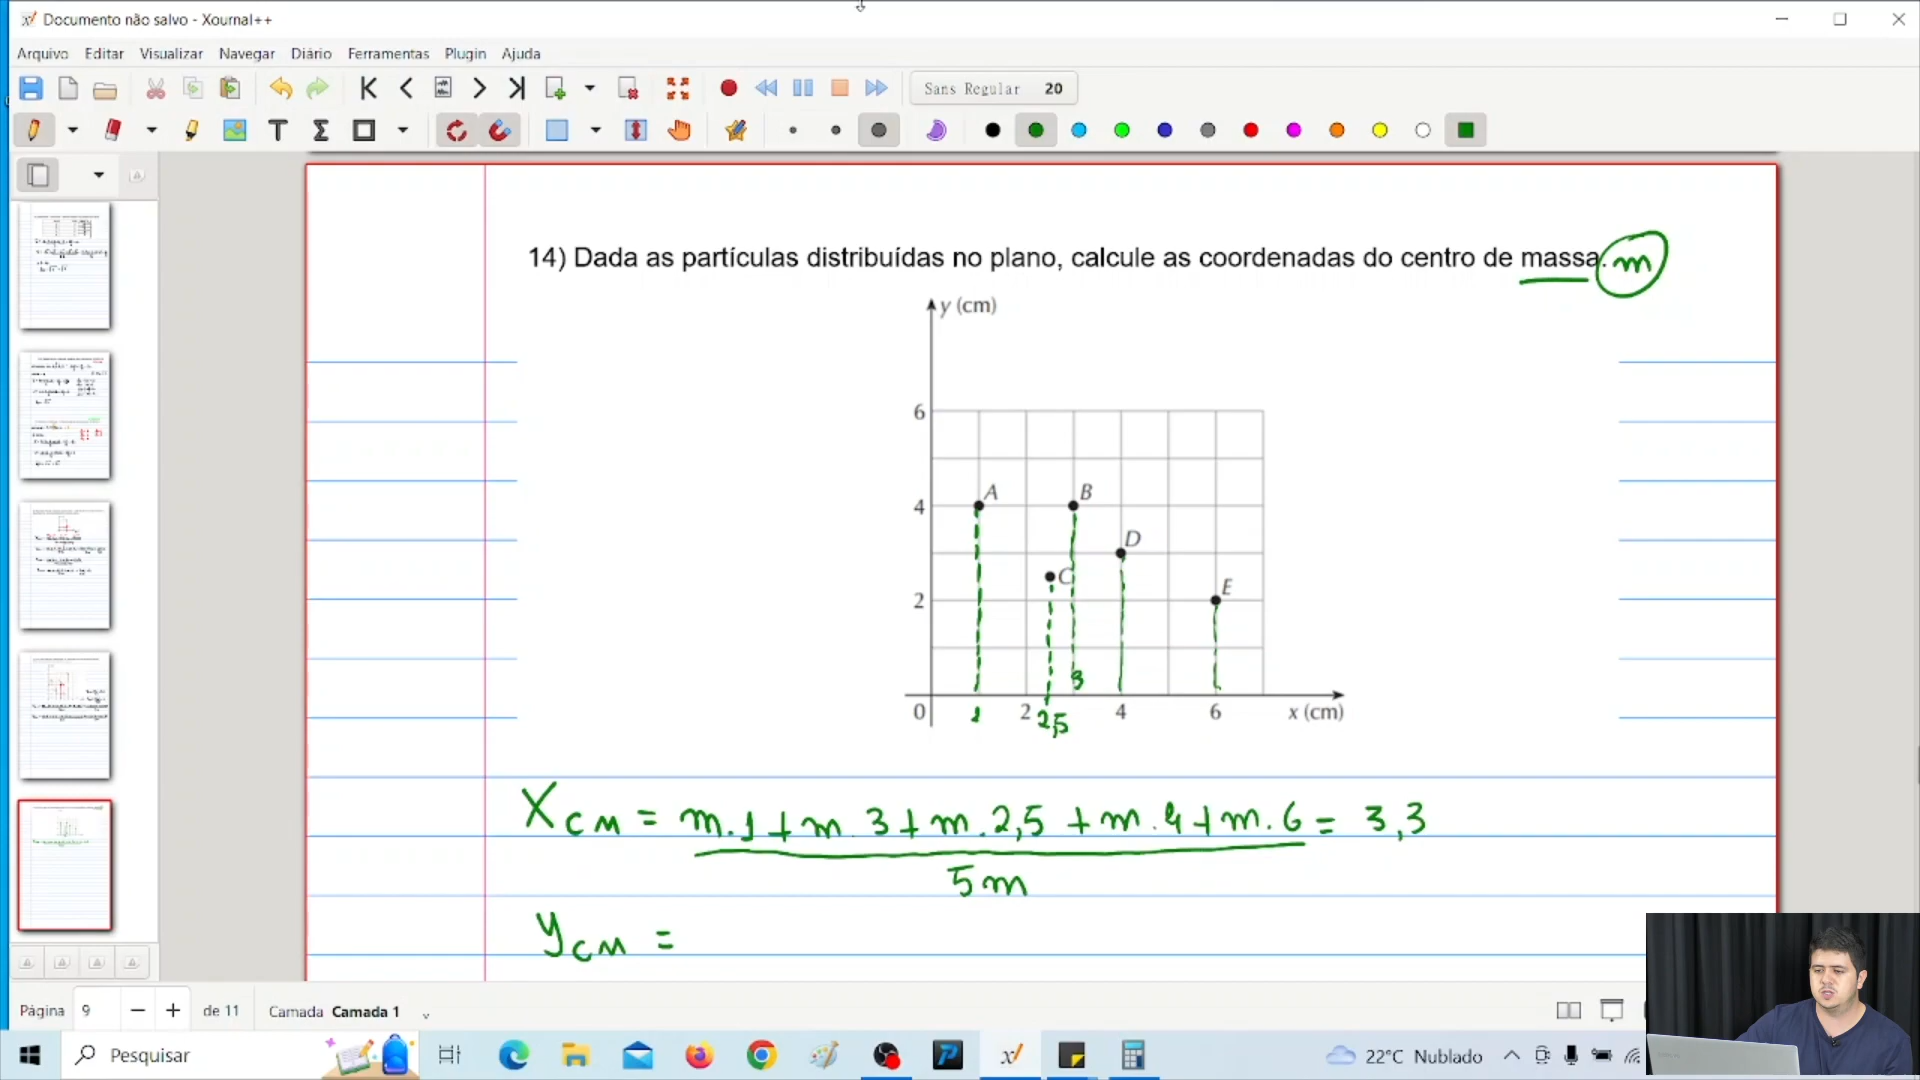 Documento não salvo - Xournal++
Arquivo Editar Visualizar Navegar Diário Ferramentas Plugin Ajuda
Sans Regular 20
14) Dada as partículas distribuídas no plano, calcule as coordenadas do centro de massa. m
y (cm)
6
A
B
4
D
C
E
2
3
0 1 2 2,5 4 6 x (cm)
XCM = m.1 + m.3 + m.2,5 + m.4 + m.6 = 3,3
5m
yCM =
Página 9 de 11 Camada Camada 1
Pesquisar
22°C Nublado